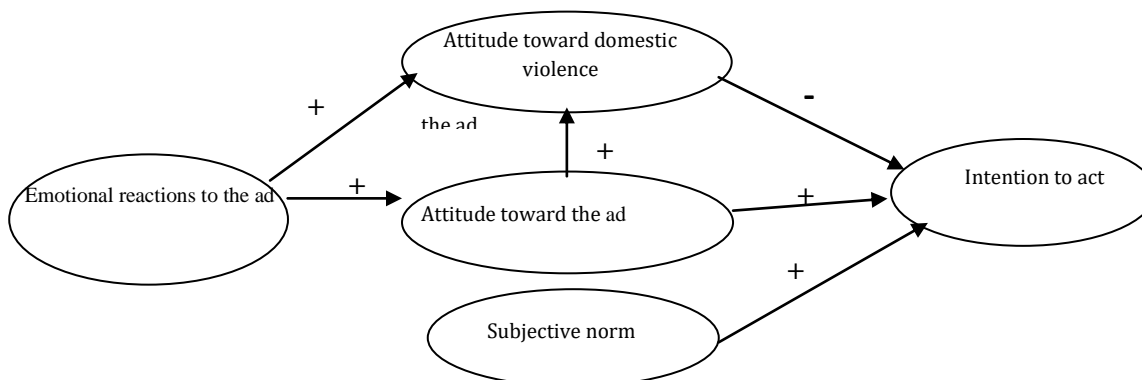 Attitude toward domestic
violence
+
-
the ad
+
Emotional reactions to the ad
+
Attitude toward the ad
+
Intention to act
+
Subjective norm